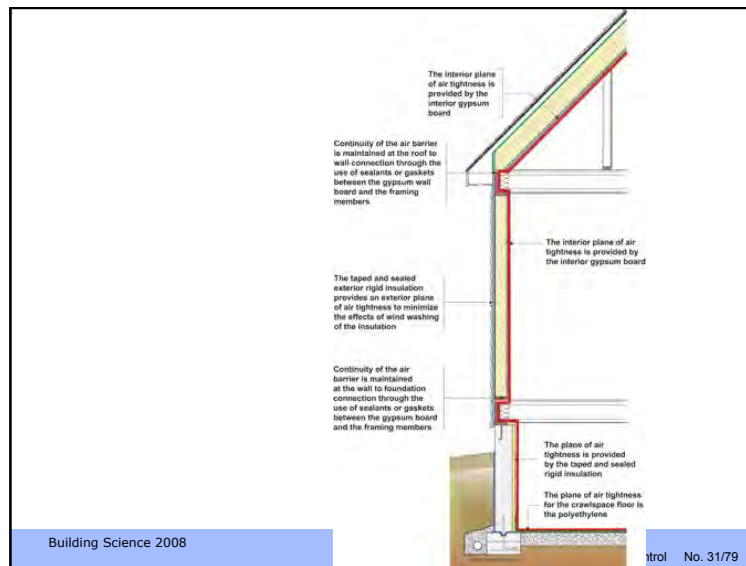 The interior plane
of air tightness is
provided by the
interior gypsum
board
Continuity of the air barrier
is maintained at the roof to
wall connection through the
use of sealants or gaskets
between the gypsum wall
board and the framing
members
The interior plane of air
tightness is provided by
the interior gypsum board
The taped and sealed
exterior rigid insulation
provides an exterior plane
of air tightness to minimize
the effects of wind washing
of the insulation
Continuity of the air
barrier is maintained
at the wall to foundation
connection through the
use of sealants or gaskets
between the gypsum board
and the framing members
The plane of air
tightness is provided
by the taped and sealed
rigid insulation
The plane of air tightness
for the crawlspace floor is
the polyethylene
Building Science 2008
ntrol No. 31/79